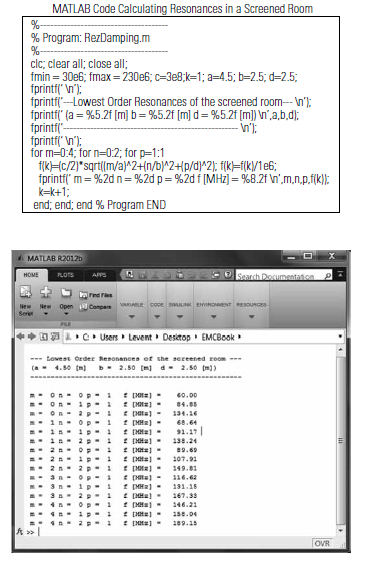 MATLAB Code Calculating Resonances in a Screened Room
%----------------------------------------
% Program: RezDamping.m
%----------------------------------------
clc; clear all; close all;
fmin = 30e6; fmax = 230e6; c=3e8;k=1; a=4.5; b=2.5; d=2.5;
fprintf(' \n');
fprintf('---Lowest Order Resonances of the screened room--- \n');
fprintf(' (a = %5.2f [m] b = %5.2f [m] d = %5.2f [m]) \n',a,b,d);
fprintf('---------------------------------------------------- \n');
fprintf(' \n');
for m=0:4; for n=0:2; for p=1:1
f(k)=(c/2)*sqrt((m/a)^2+(n/b)^2+(p/d)^2); f(k)=f(k)/1e6;
fprintf(' m = %2d n = %2d p = %2d f [MHz] = %8.2f \n',m,n,p,f(k));
k=k+1;
end; end; end % Program END
MATLAB R2012b
HOME PLOTS APPS Search Documentation
New Script New Open Find Files Compare VARIABLE CODE SIMULINK ENVIRONMENT RESOURCES
FILE
C: Users Levent Desktop EMCBook
--- Lowest Order Resonances of the screened room ---
(a = 4.50 [m] b = 2.50 [m] d = 2.50 [m])
----------------------------------------------------
m = 0 n = 0 p = 1 f [MHz] = 60.00
m = 0 n = 1 p = 1 f [MHz] = 84.85
m = 0 n = 2 p = 1 f [MHz] = 134.16
m = 1 n = 0 p = 1 f [MHz] = 68.64
m = 1 n = 1 p = 1 f [MHz] = 91.17
m = 1 n = 2 p = 1 f [MHz] = 138.24
m = 2 n = 0 p = 1 f [MHz] = 89.69
m = 2 n = 1 p = 1 f [MHz] = 107.91
m = 2 n = 2 p = 1 f [MHz] = 149.81
m = 3 n = 0 p = 1 f [MHz] = 116.62
m = 3 n = 1 p = 1 f [MHz] = 131.15
m = 3 n = 2 p = 1 f [MHz] = 167.33
m = 4 n = 0 p = 1 f [MHz] = 146.21
m = 4 n = 1 p = 1 f [MHz] = 158.04
m = 4 n = 2 p = 1 f [MHz] = 189.15
fx >>
OVR